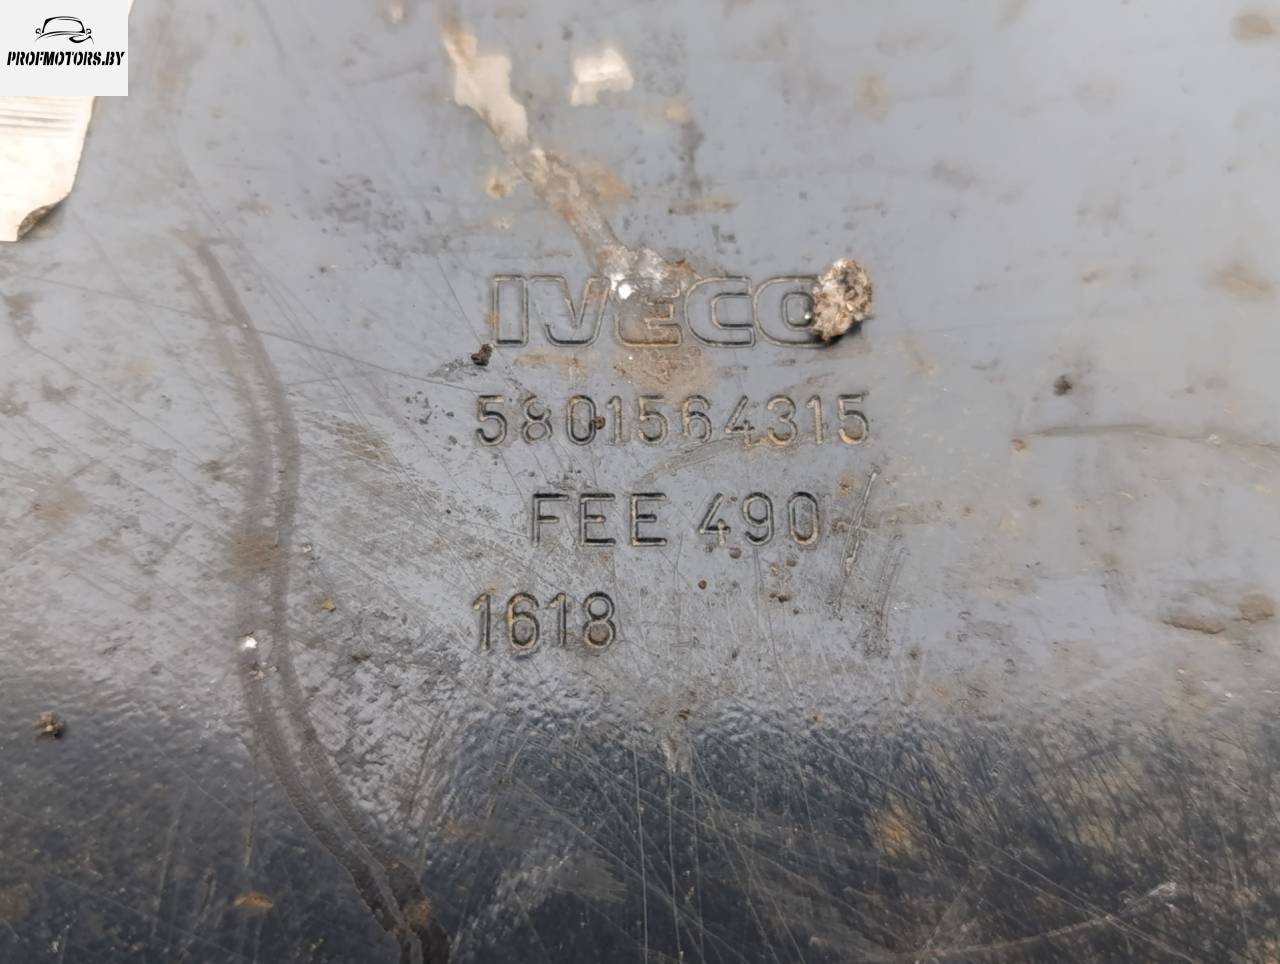 PROFMOTORS.BY
IVECO
5801564315
FEE 490
1618